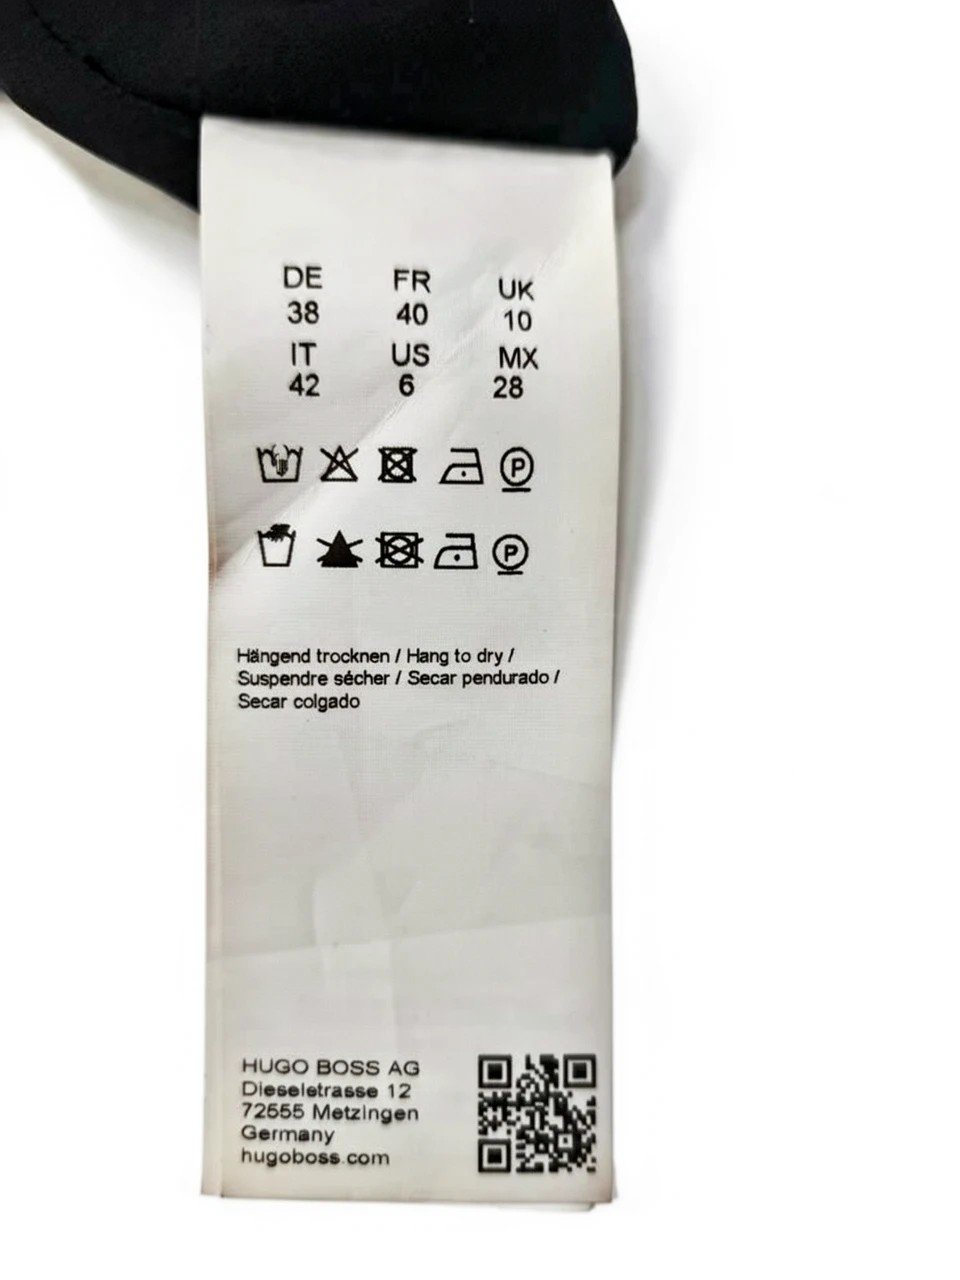 DE FR UK
38 40 10
IT US MX
42 6 28
P
P
Hängend trocknen / Hang to dry /
Suspendre sécher / Secar pendurado /
Secar colgado
HUGO BOSS AG
Dieselstrasse 12
72555 Metzingen
Germany
hugoboss.com